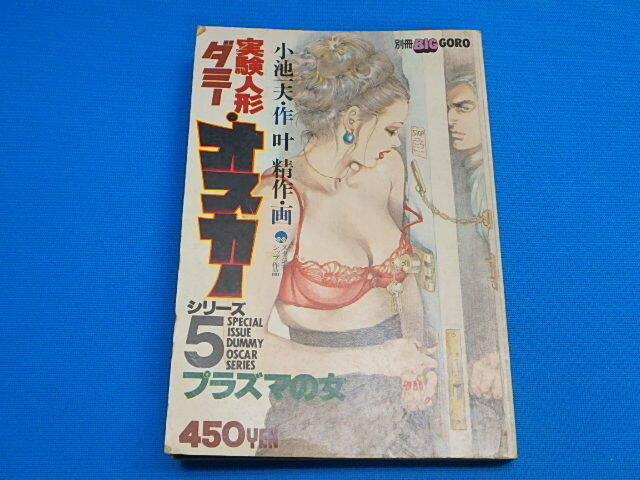 別冊BIG GORO
実験人形
ダミー・オスカー
小池一夫・作
叶 精作・画
シリーズ
5
SPECIAL
ISSUE
DUMMY
OSCAR
SERIES
プラズマの女
450YEN